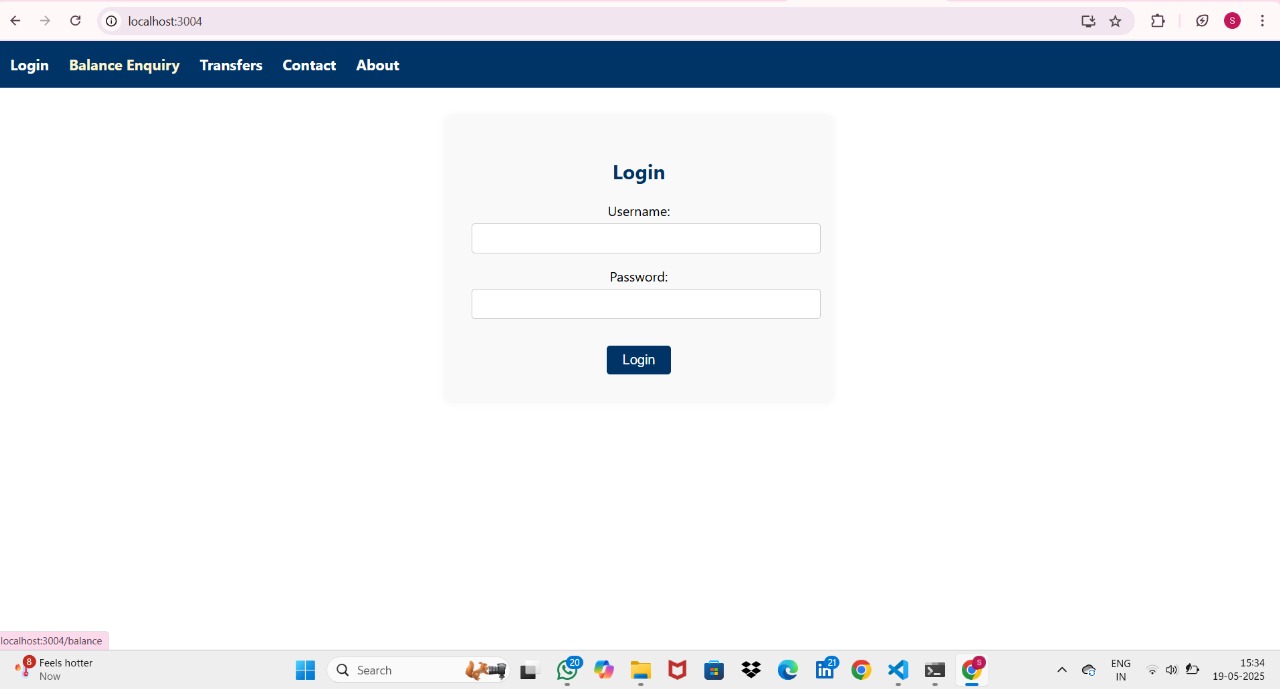 localhost:3004
S
Login Balance Enquiry Transfers Contact About
Login
Username:
Password:
Login
localhost:3004/balance
8
Feels hotter
Now
Search
20
21
S
ENG
IN
15:34
19-05-2025